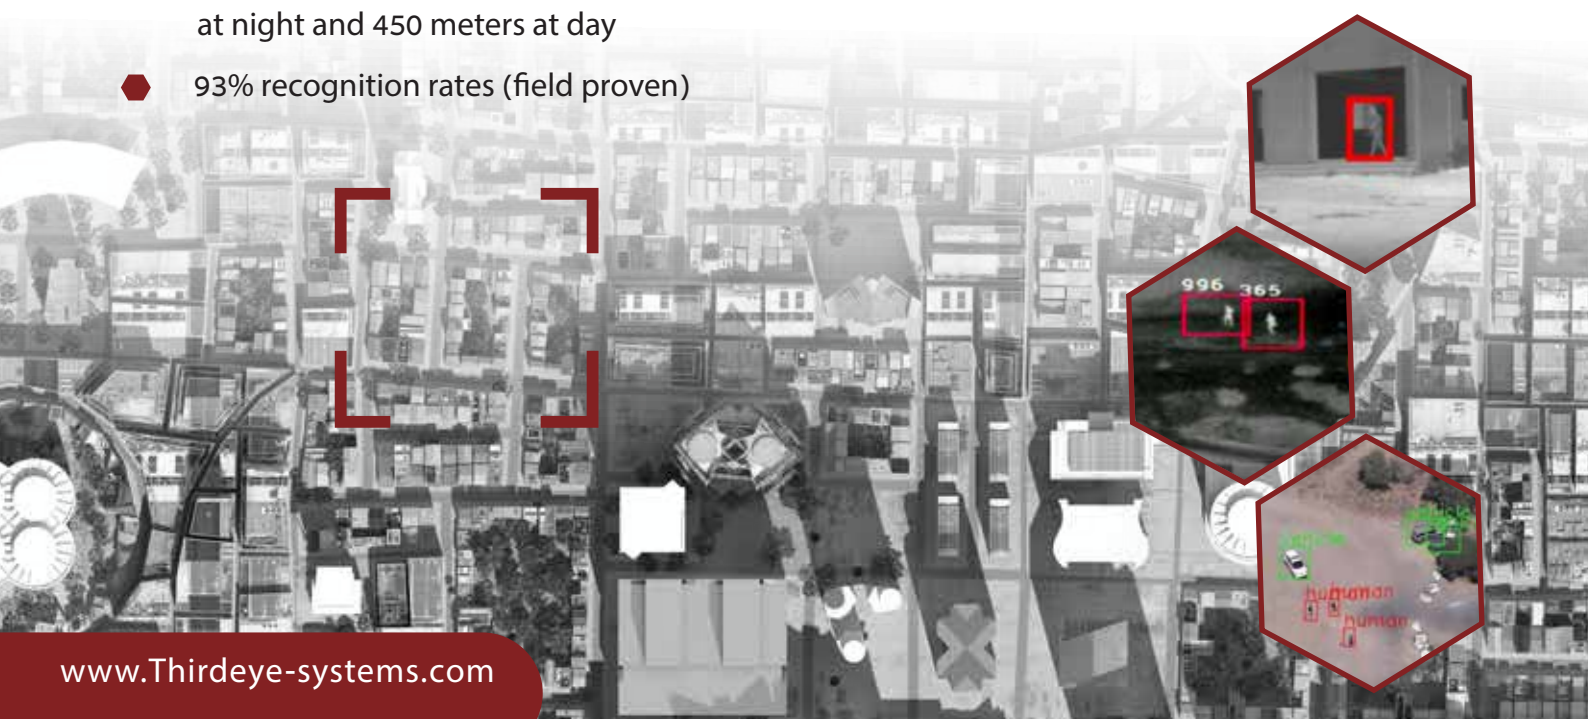 at night and 450 meters at day
93% recognition rates (field proven)
996 365
human
human
www.Thirdeye-systems.com